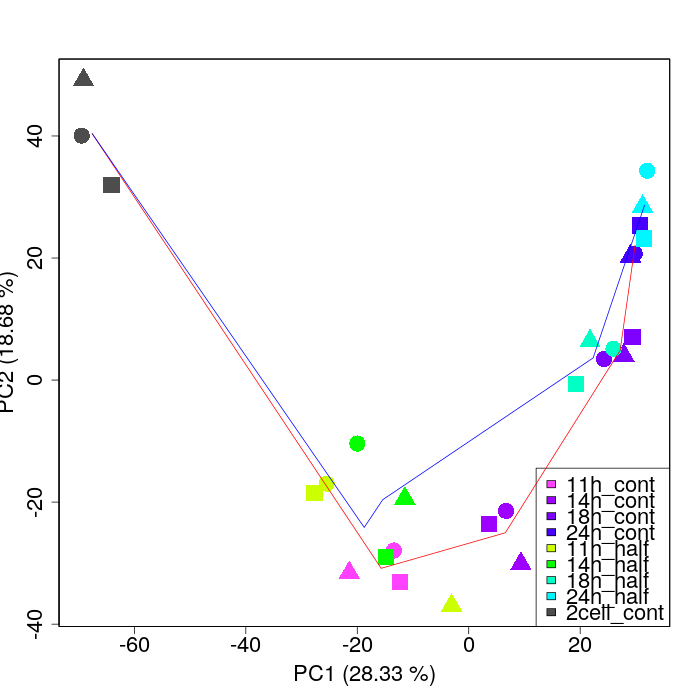 40
20
0
-20
-40
PC2 (18.68 %)
11h_cont
14h_cont
18h_cont
24h_cont
11h_half
14h_half
18h_half
24h_half
2cell_cont
-60 -40 -20 0 20
PC1 (28.33 %)